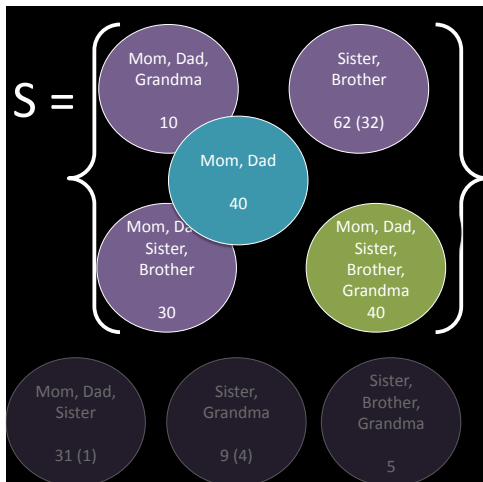 S =
Mom, Dad,
Grandma
10
Sister,
Brother
62 (32)
Mom, Dad
40
Mom, Da
Sister,
Brother
30
Mom, Dad,
Sister,
Brother,
Grandma
40
Mom, Dad,
Sister
31 (1)
Sister,
Grandma
9 (4)
Sister,
Brother,
Grandma
5